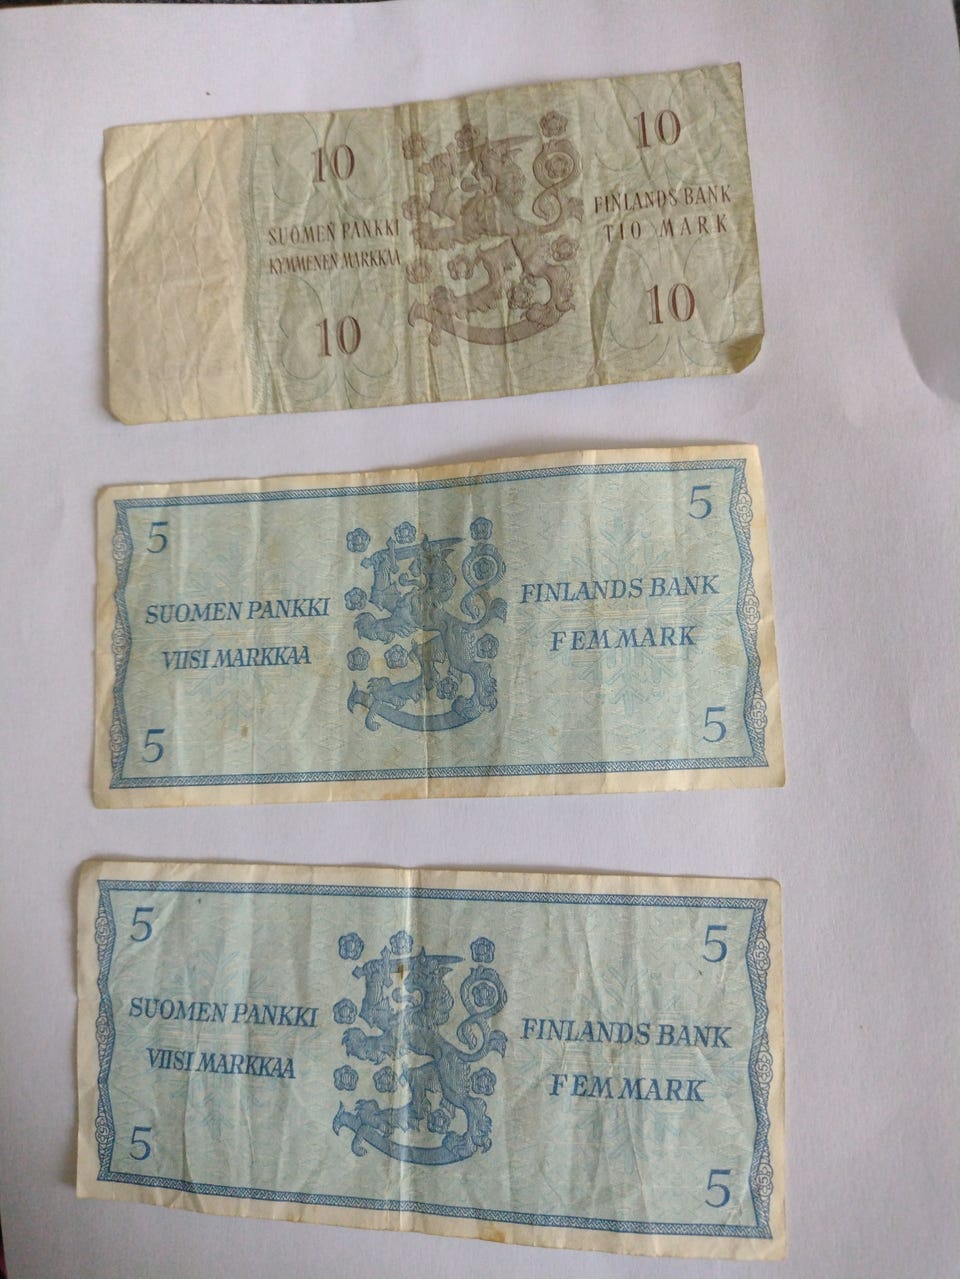 10
10
SUOMEN PANKKI
KYMMENEN MARKKAA
FINLANDS BANK
TIO MARK
10
10
5
5
SUOMEN PANKKI
VIISI MARKKAA
FINLANDS BANK
FEM MARK
5
5
5
5
SUOMEN PANKKI
VIISI MARKKAA
FINLANDS BANK
FEM MARK
5
5